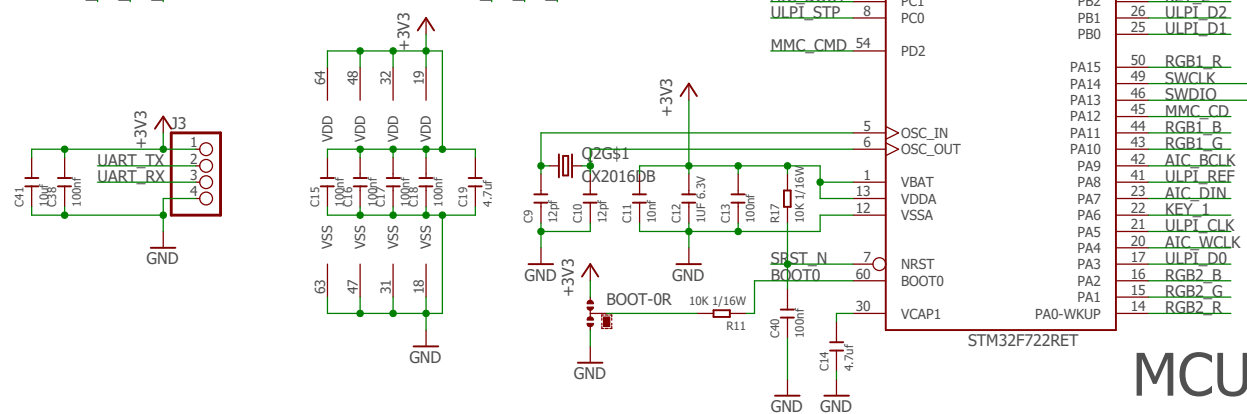 ULPI_STP 8 PC0
PC1
PB2
PB1 26 ULPI_D2
PB0 25 ULPI_D1
MMC_CMD 54 PD2
PA15 50 RGB1_R
PA14 49 SWCLK
PA13 46 SWDIO
PA12 45 MMC_CD
5 OSC_IN PA11 44 RGB1_B
6 OSC_OUT PA10 43 RGB1_G
PA9 42 AIC_BCLK
1 VBAT PA8 41 ULPI_REF
13 VDDA PA7 23 AIC_DIN
12 VSSA PA6 22 KEY_1
PA5 21 ULPI_CLK
PA4 20 AIC_WCLK
SRST_N 7 NRST PA3 17 ULPI_D0
BOOT0 60 BOOT0 PA2 16 RGB2_B
PA1 15 RGB2_G
30 VCAP1 PA0-WKUP 14 RGB2_R
STM32F722RET
MCU
+3V3 J3
1
UART_TX 2
UART_RX 3
4
C41 10uf
C38 100nf
GND
+3V3
64 48 32 19
VDD VDD VDD VDD
C15 100nf
C16 100nf
C17 100nf
C18 100nf
C19 4.7uf
VSS VSS VSS VSS
63 47 31 18
GND
+3V3
Q2G$1
CX2016DB
C9 12pf
C10 12pf
C11 10nf
C12 1UF 6.3V
C13 100nf
R17 10K 1/16W
GND
GND
+3V3
BOOT-0R
10K 1/16W
R11
C40 100nf
C14 4.7uf
GND
GND
GND